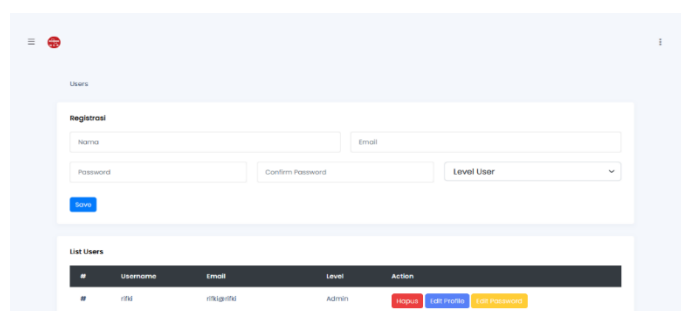 Users
Registrasi
Nama Email
Password Confirm Password Level User
Save
List Users
# Username Email Level Action
# rifki rifki@rifki Admin Hapus Edit Profile Edit Password